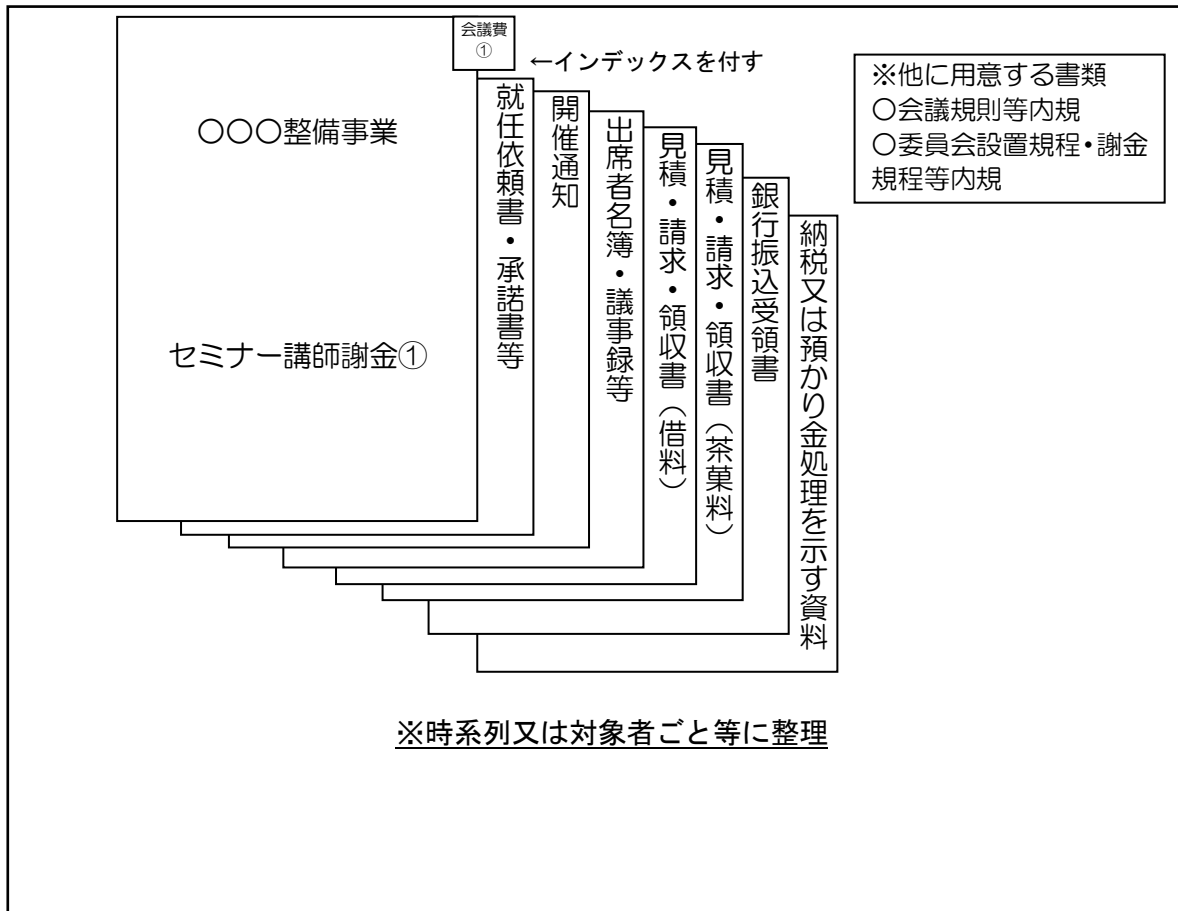 会議費
①
←インデックスを付す
〇〇〇整備事業
セミナー講師謝金①
就任依頼書・承諾書等
開催通知
出席者名簿・議事録等
見積・請求・領収書（借料）
見積・請求・領収書（茶菓料）
銀行振込受領書
納税又は預かり金処理を示す資料
※他に用意する書類
〇会議規則等内規
〇委員会設置規程・謝金
規程等内規
※時系列又は対象者ごと等に整理